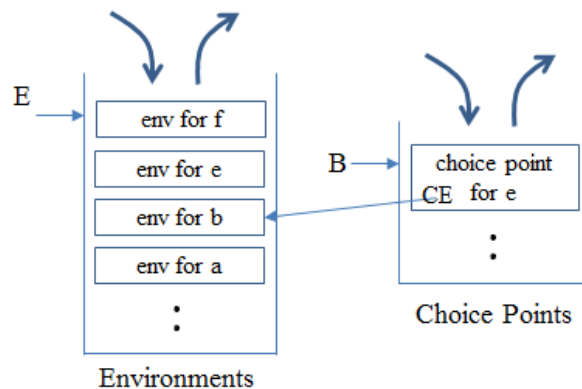 E
env for f
env for e
env for b
env for a
Environments
B
choice point
CE for e
Choice Points